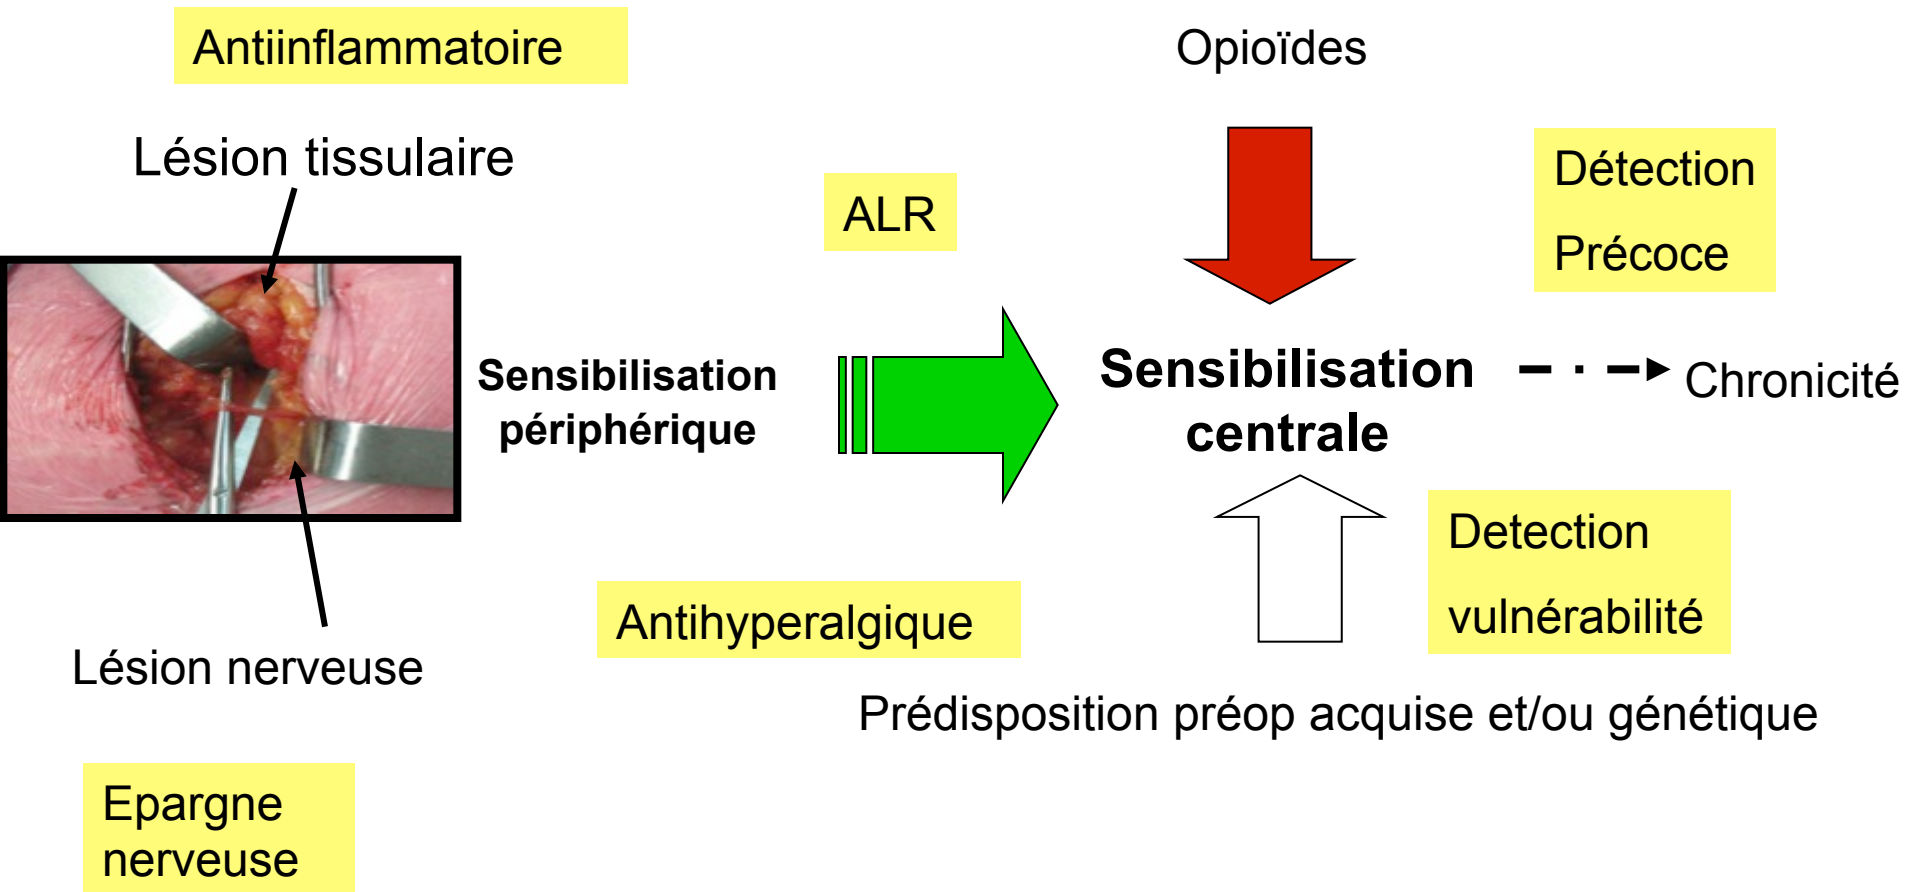 Antiinflammatoire
Opioïdes
Lésion tissulaire
Détection
Précoce
ALR
Sensibilisation
périphérique
Sensibilisation
centrale
Chronicité
Detection
vulnérabilité
Antihyperalgique
Lésion nerveuse
Prédisposition préop acquise et/ou génétique
Epargne
nerveuse